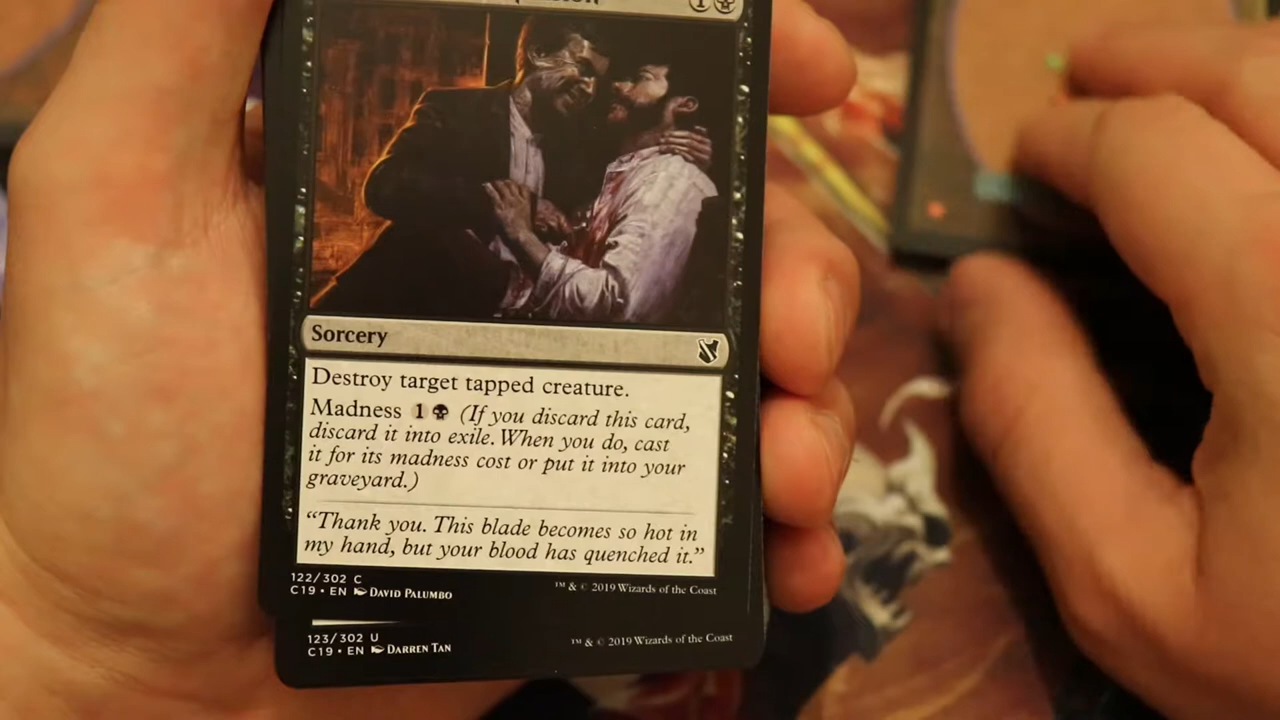 1
Sorcery
Destroy target tapped creature.
Madness 1 (If you discard this card,
discard it into exile. When you do, cast
it for its madness cost or put it into your
graveyard.)
“Thank you. This blade becomes so hot in
my hand, but your blood has quenched it.”
122/302 C
C19 • EN DAVID PALUMBO
™ & © 2019 Wizards of the Coast
123/302 U
C19 • EN DARREN TAN
™ & © 2019 Wizards of the Coast